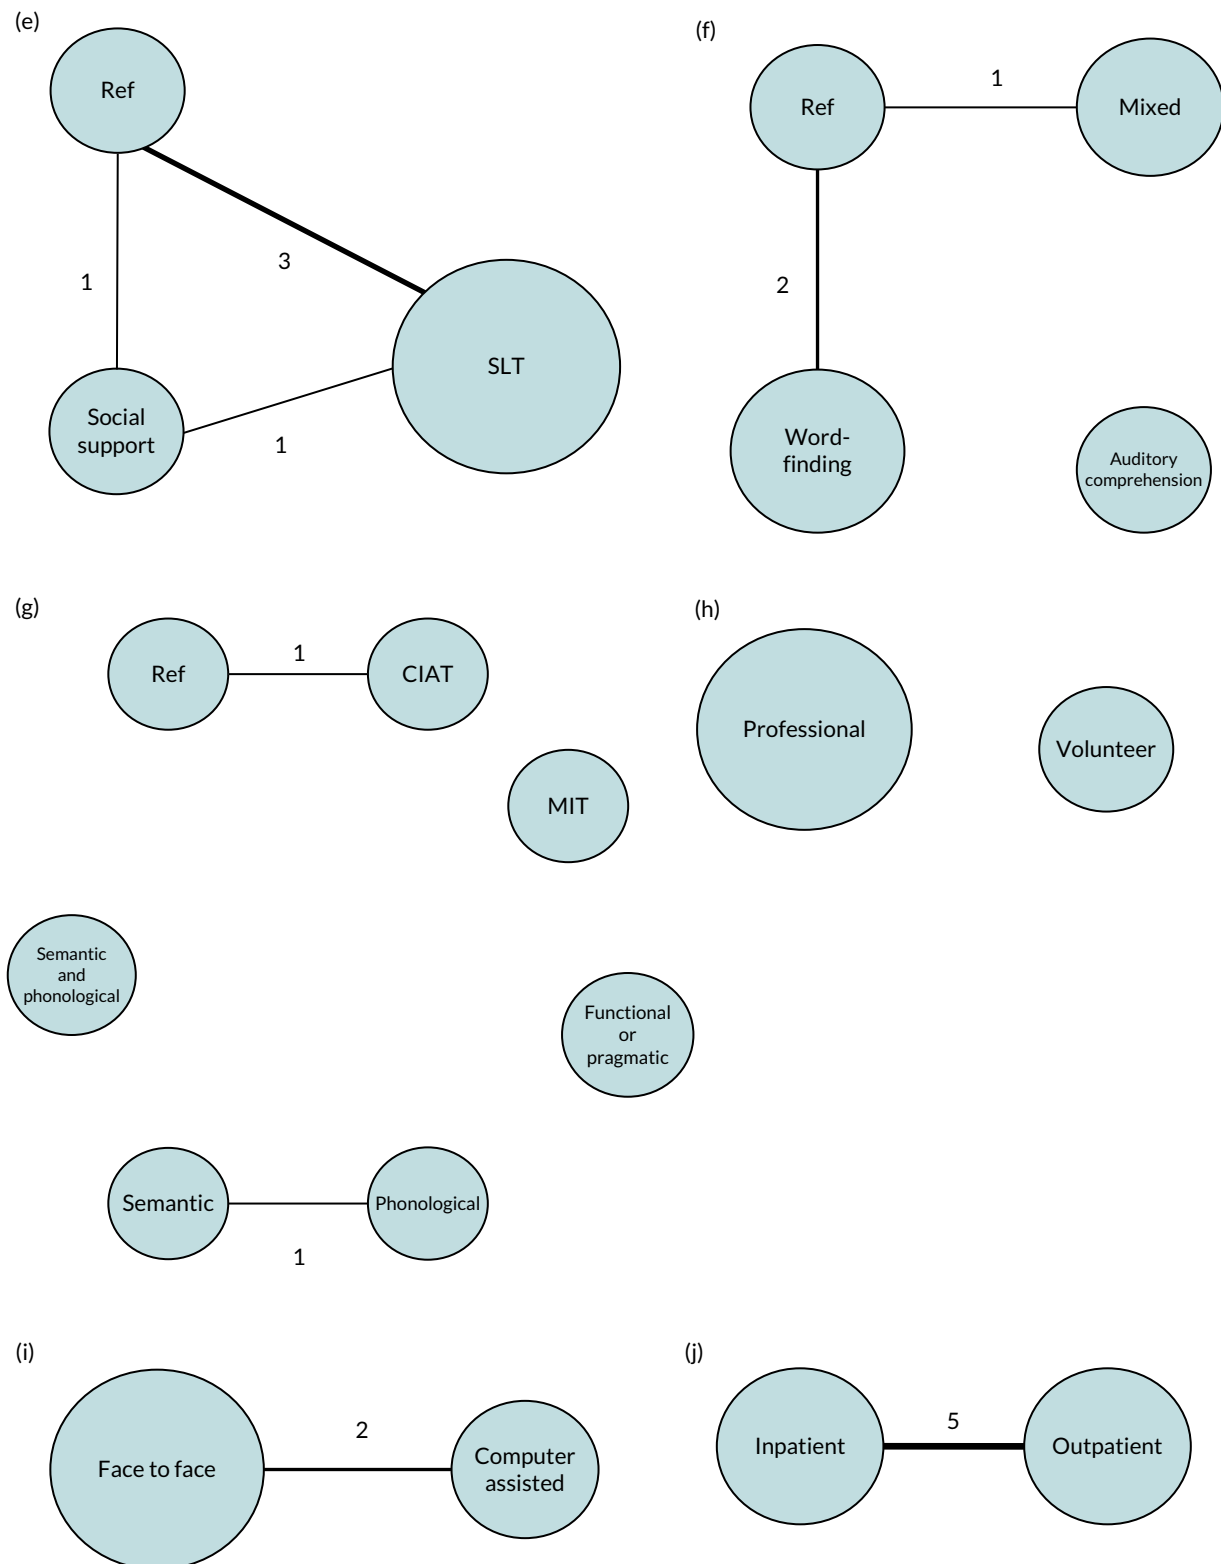 (e)
Ref
3
1
SLT
Social
support
1
(f)
Ref
1
Mixed
2
Word-
finding
Auditory
comprehension
(g)
Ref
1
CIAT
MIT
Semantic
and
phonological
Functional
or
pragmatic
Semantic
Phonological
1
(h)
Professional
Volunteer
(i)
Face to face
2
Computer
assisted
(j)
Inpatient
5
Outpatient